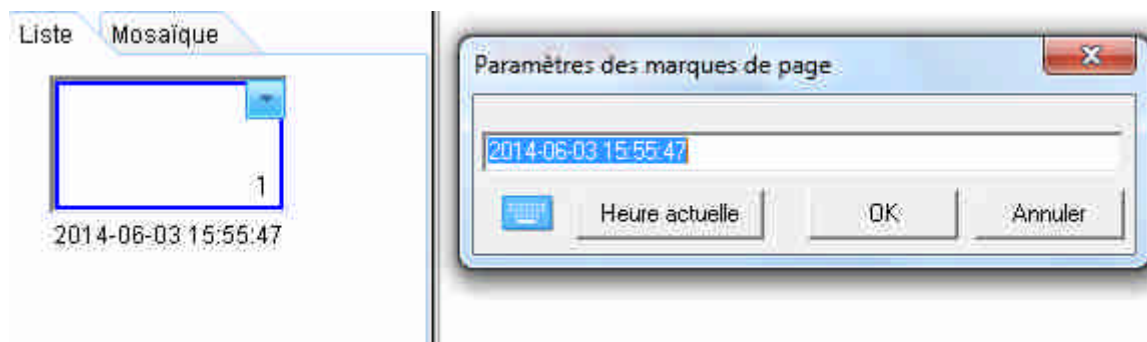 Liste Mosaïque
1
2014-06-03 15:55:47
Paramètres des marques de page
2014-06-03 15:55:47
Heure actuelle OK Annuler